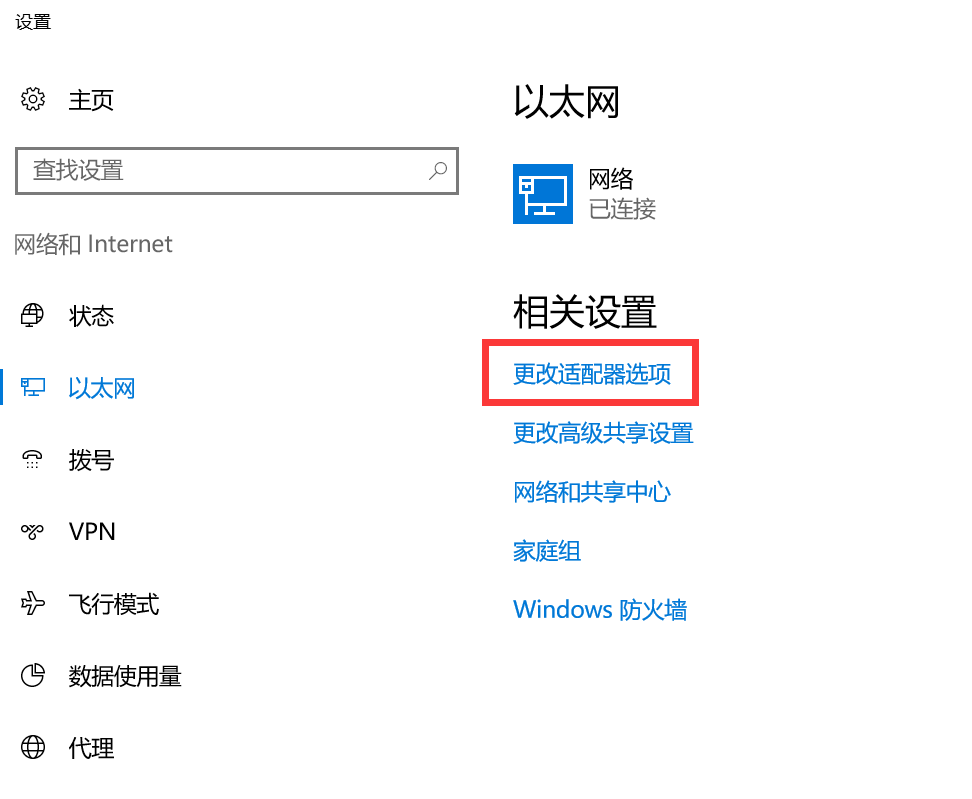 设置
主页
查找设置
网络和 Internet
状态
以太网
拨号
VPN
飞行模式
数据使用量
代理
以太网
网络
已连接
相关设置
更改适配器选项
更改高级共享设置
网络和共享中心
家庭组
Windows 防火墙